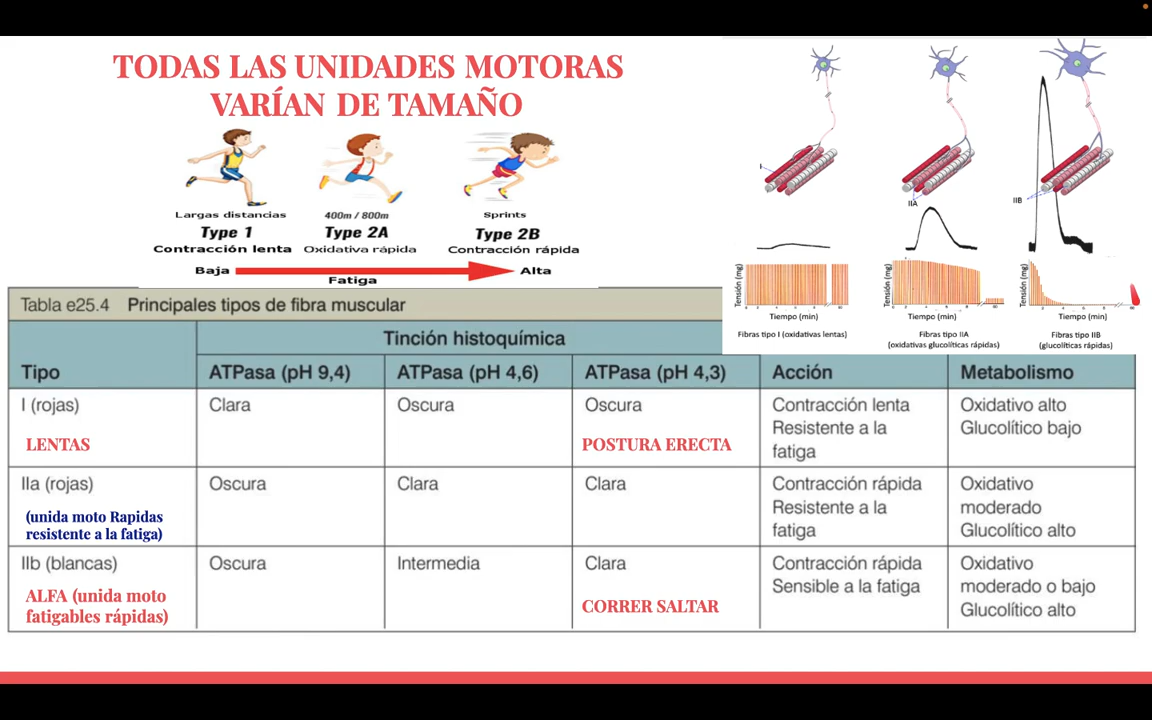 TODAS LAS UNIDADES MOTORAS
VARÍAN DE TAMAÑO
Largas distancias
Type 1
Contracción lenta
400m / 800m
Type 2A
Oxidativa rápida
Sprints
Type 2B
Contracción rápida
Baja
Alta
Fatiga
I
IIA
IIB
Tensión (mg)
Tiempo (min)
Fibras tipo I (oxidativas lentas)
Tensión (mg)
Tiempo (min)
Fibras tipo IIA
(oxidativas glucolíticas rápidas)
Tensión (mg)
Tiempo (min)
Fibras tipo IIB
(glucolíticas rápidas)
Tabla e25.4 Principales tipos de fibra muscular
Tinción histoquímica
Tipo
ATPasa (pH 9,4)
ATPasa (pH 4,6)
ATPasa (pH 4,3)
Acción
Metabolismo
I (rojas)
LENTAS
Clara
Oscura
Oscura
POSTURA ERECTA
Contracción lenta
Resistente a la
fatiga
Oxidativo alto
Glucolítico bajo
IIa (rojas)
(unida moto Rapidas
resistente a la fatiga)
Oscura
Clara
Clara
Contracción rápida
Resistente a la
fatiga
Oxidativo
moderado
Glucolítico alto
IIb (blancas)
ALFA (unida moto
fatigables rápidas)
Oscura
Intermedia
Clara
CORRER SALTAR
Contracción rápida
Sensible a la fatiga
Oxidativo
moderado o bajo
Glucolítico alto